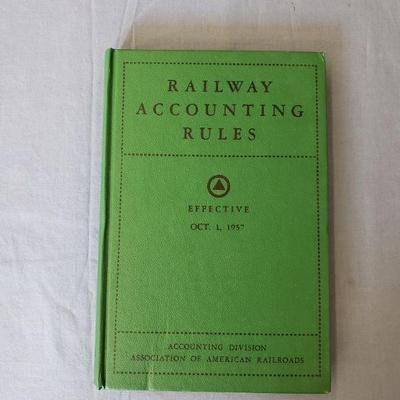 RAILWAY
ACCOUNTING
RULES
EFFECTIVE
OCT. 1, 1957
ACCOUNTING DIVISION
ASSOCIATION OF AMERICAN RAILROADS